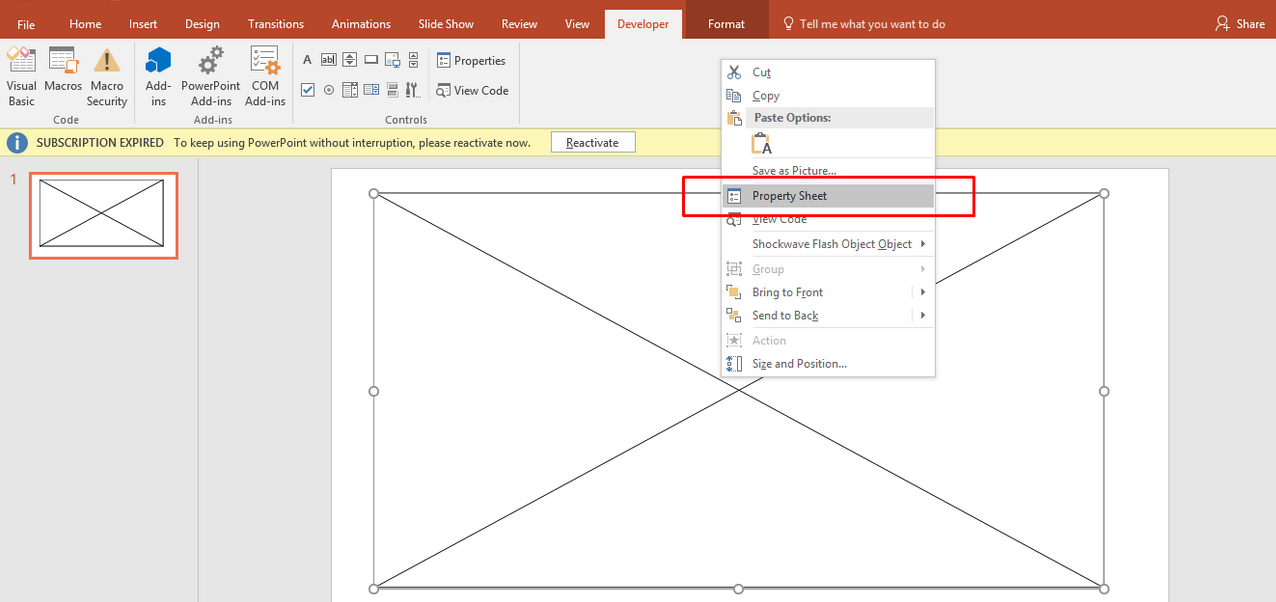 File Home Insert Design Transitions Animations Slide Show Review View Developer Format Tell me what you want to do Share
Visual Basic
Macros
Macro Security
Code
Add-ins
PowerPoint Add-ins
COM Add-ins
Add-ins
A
ab
Properties
View Code
Controls
SUBSCRIPTION EXPIRED To keep using PowerPoint without interruption, please reactivate now. Reactivate
1
Cut
Copy
Paste Options:
A
Save as Picture...
Property Sheet
View Code
Shockwave Flash Object Object
Group
Bring to Front
Send to Back
Action
Size and Position...